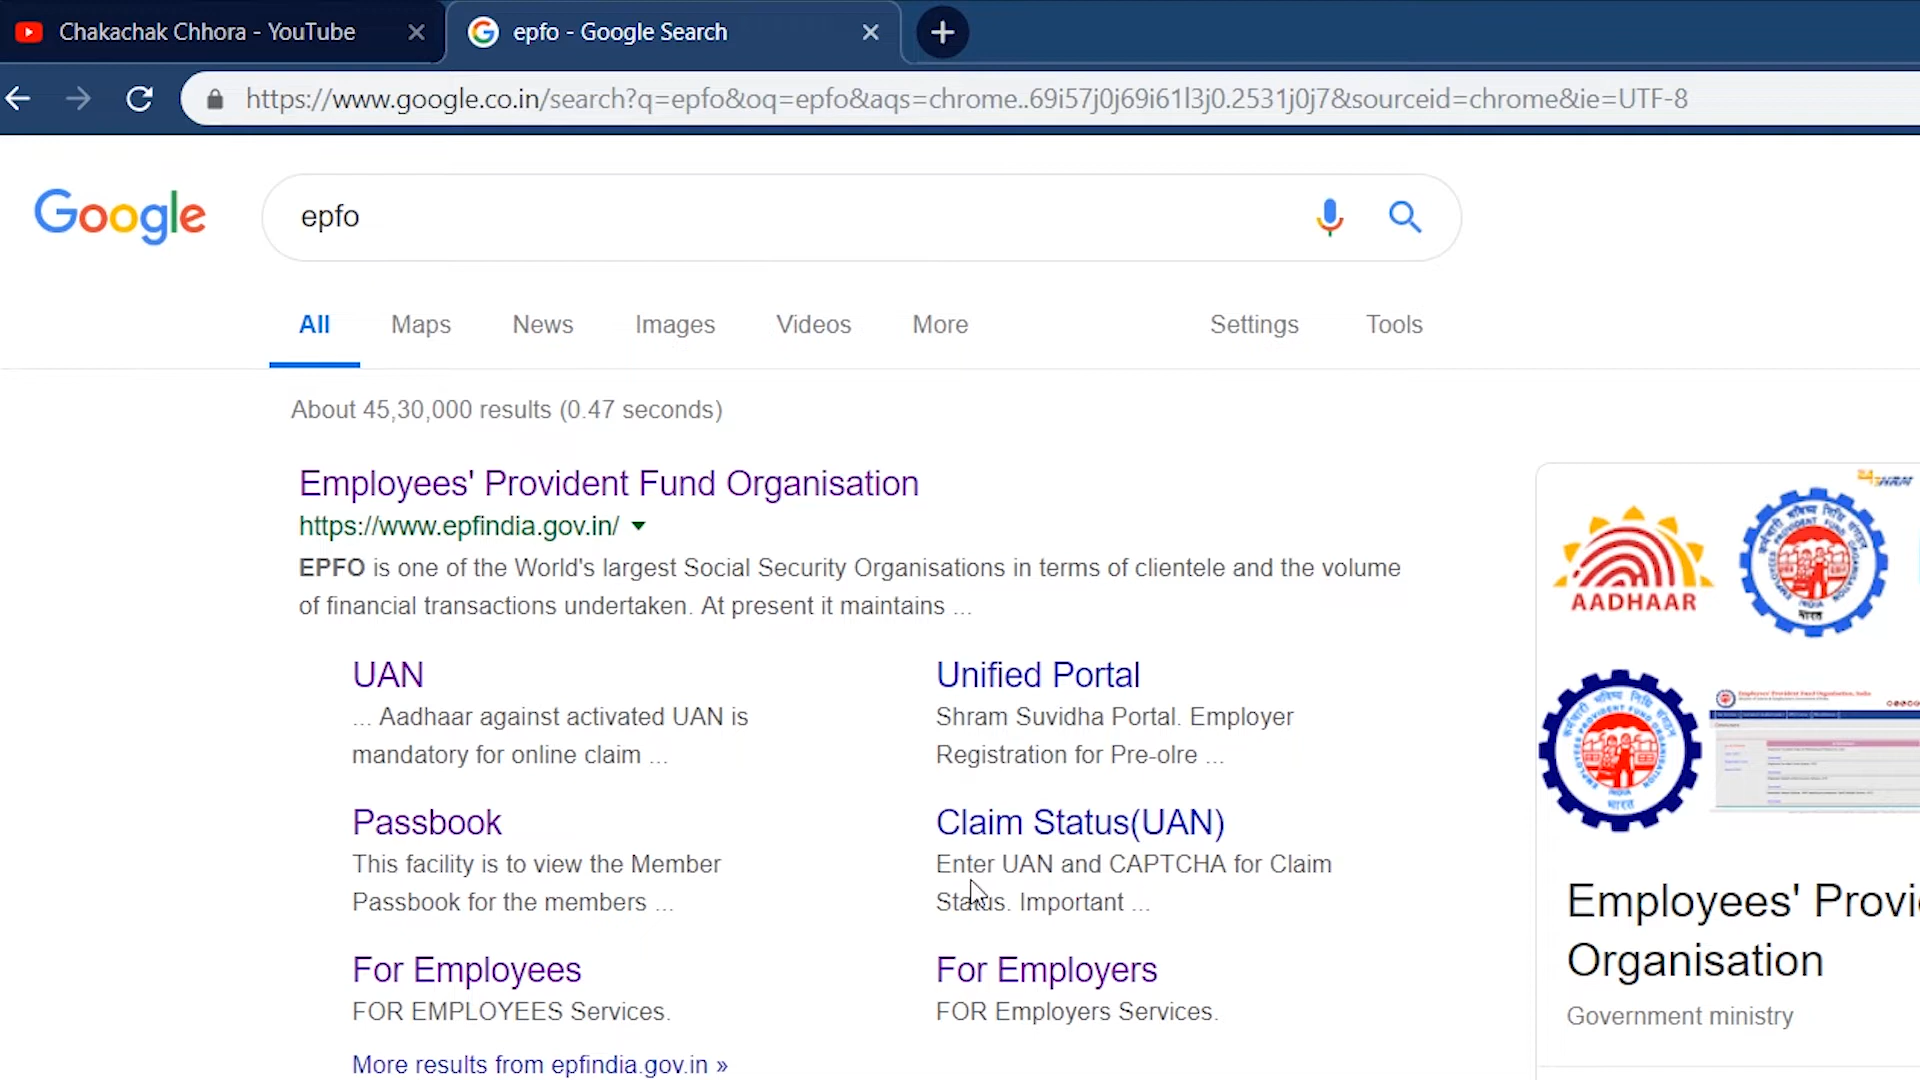 Chakachak Chhora - YouTube
epfo - Google Search
https://www.google.co.in/search?q=epfo&oq=epfo&aqs=chrome..69i57j0j69i61l3j0.2531j0j7&sourceid=chrome&ie=UTF-8
Google
epfo
All Maps News Images Videos More Settings Tools
About 45,30,000 results (0.47 seconds)
Employees' Provident Fund Organisation
https://www.epfindia.gov.in/
EPFO is one of the World's largest Social Security Organisations in terms of clientele and the volume
of financial transactions undertaken. At present it maintains ...
UAN
... Aadhaar against activated UAN is
mandatory for online claim ...
Unified Portal
Shram Suvidha Portal. Employer
Registration for Pre-olre ...
Passbook
This facility is to view the Member
Passbook for the members ...
Claim Status(UAN)
Enter UAN and CAPTCHA for Claim
Status. Important ...
For Employees
FOR EMPLOYEES Services.
For Employers
FOR Employers Services.
More results from epfindia.gov.in »
AADHAAR
Employees' Provi
Organisation
Government ministry